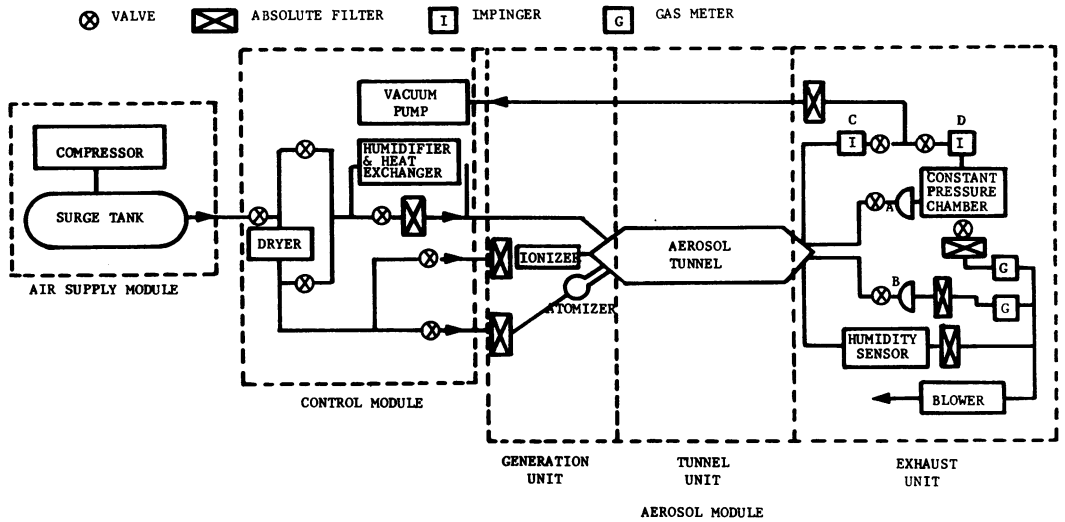 VALVE
ABSOLUTE FILTER
I
IMPINGER
G
GAS METER
COMPRESSOR
SURGE TANK
AIR SUPPLY MODULE
VACUUM
PUMP
HUMIDIFIER
& HEAT
EXCHANGER
DRYER
CONTROL MODULE
IONIZER
ATOMIZER
GENERATION
UNIT
AEROSOL
TUNNEL
TUNNEL
UNIT
AEROSOL MODULE
C
D
I
I
CONSTANT
PRESSURE
CHAMBER
A
G
B
G
HUMIDITY
SENSOR
BLOWER
EXHAUST
UNIT